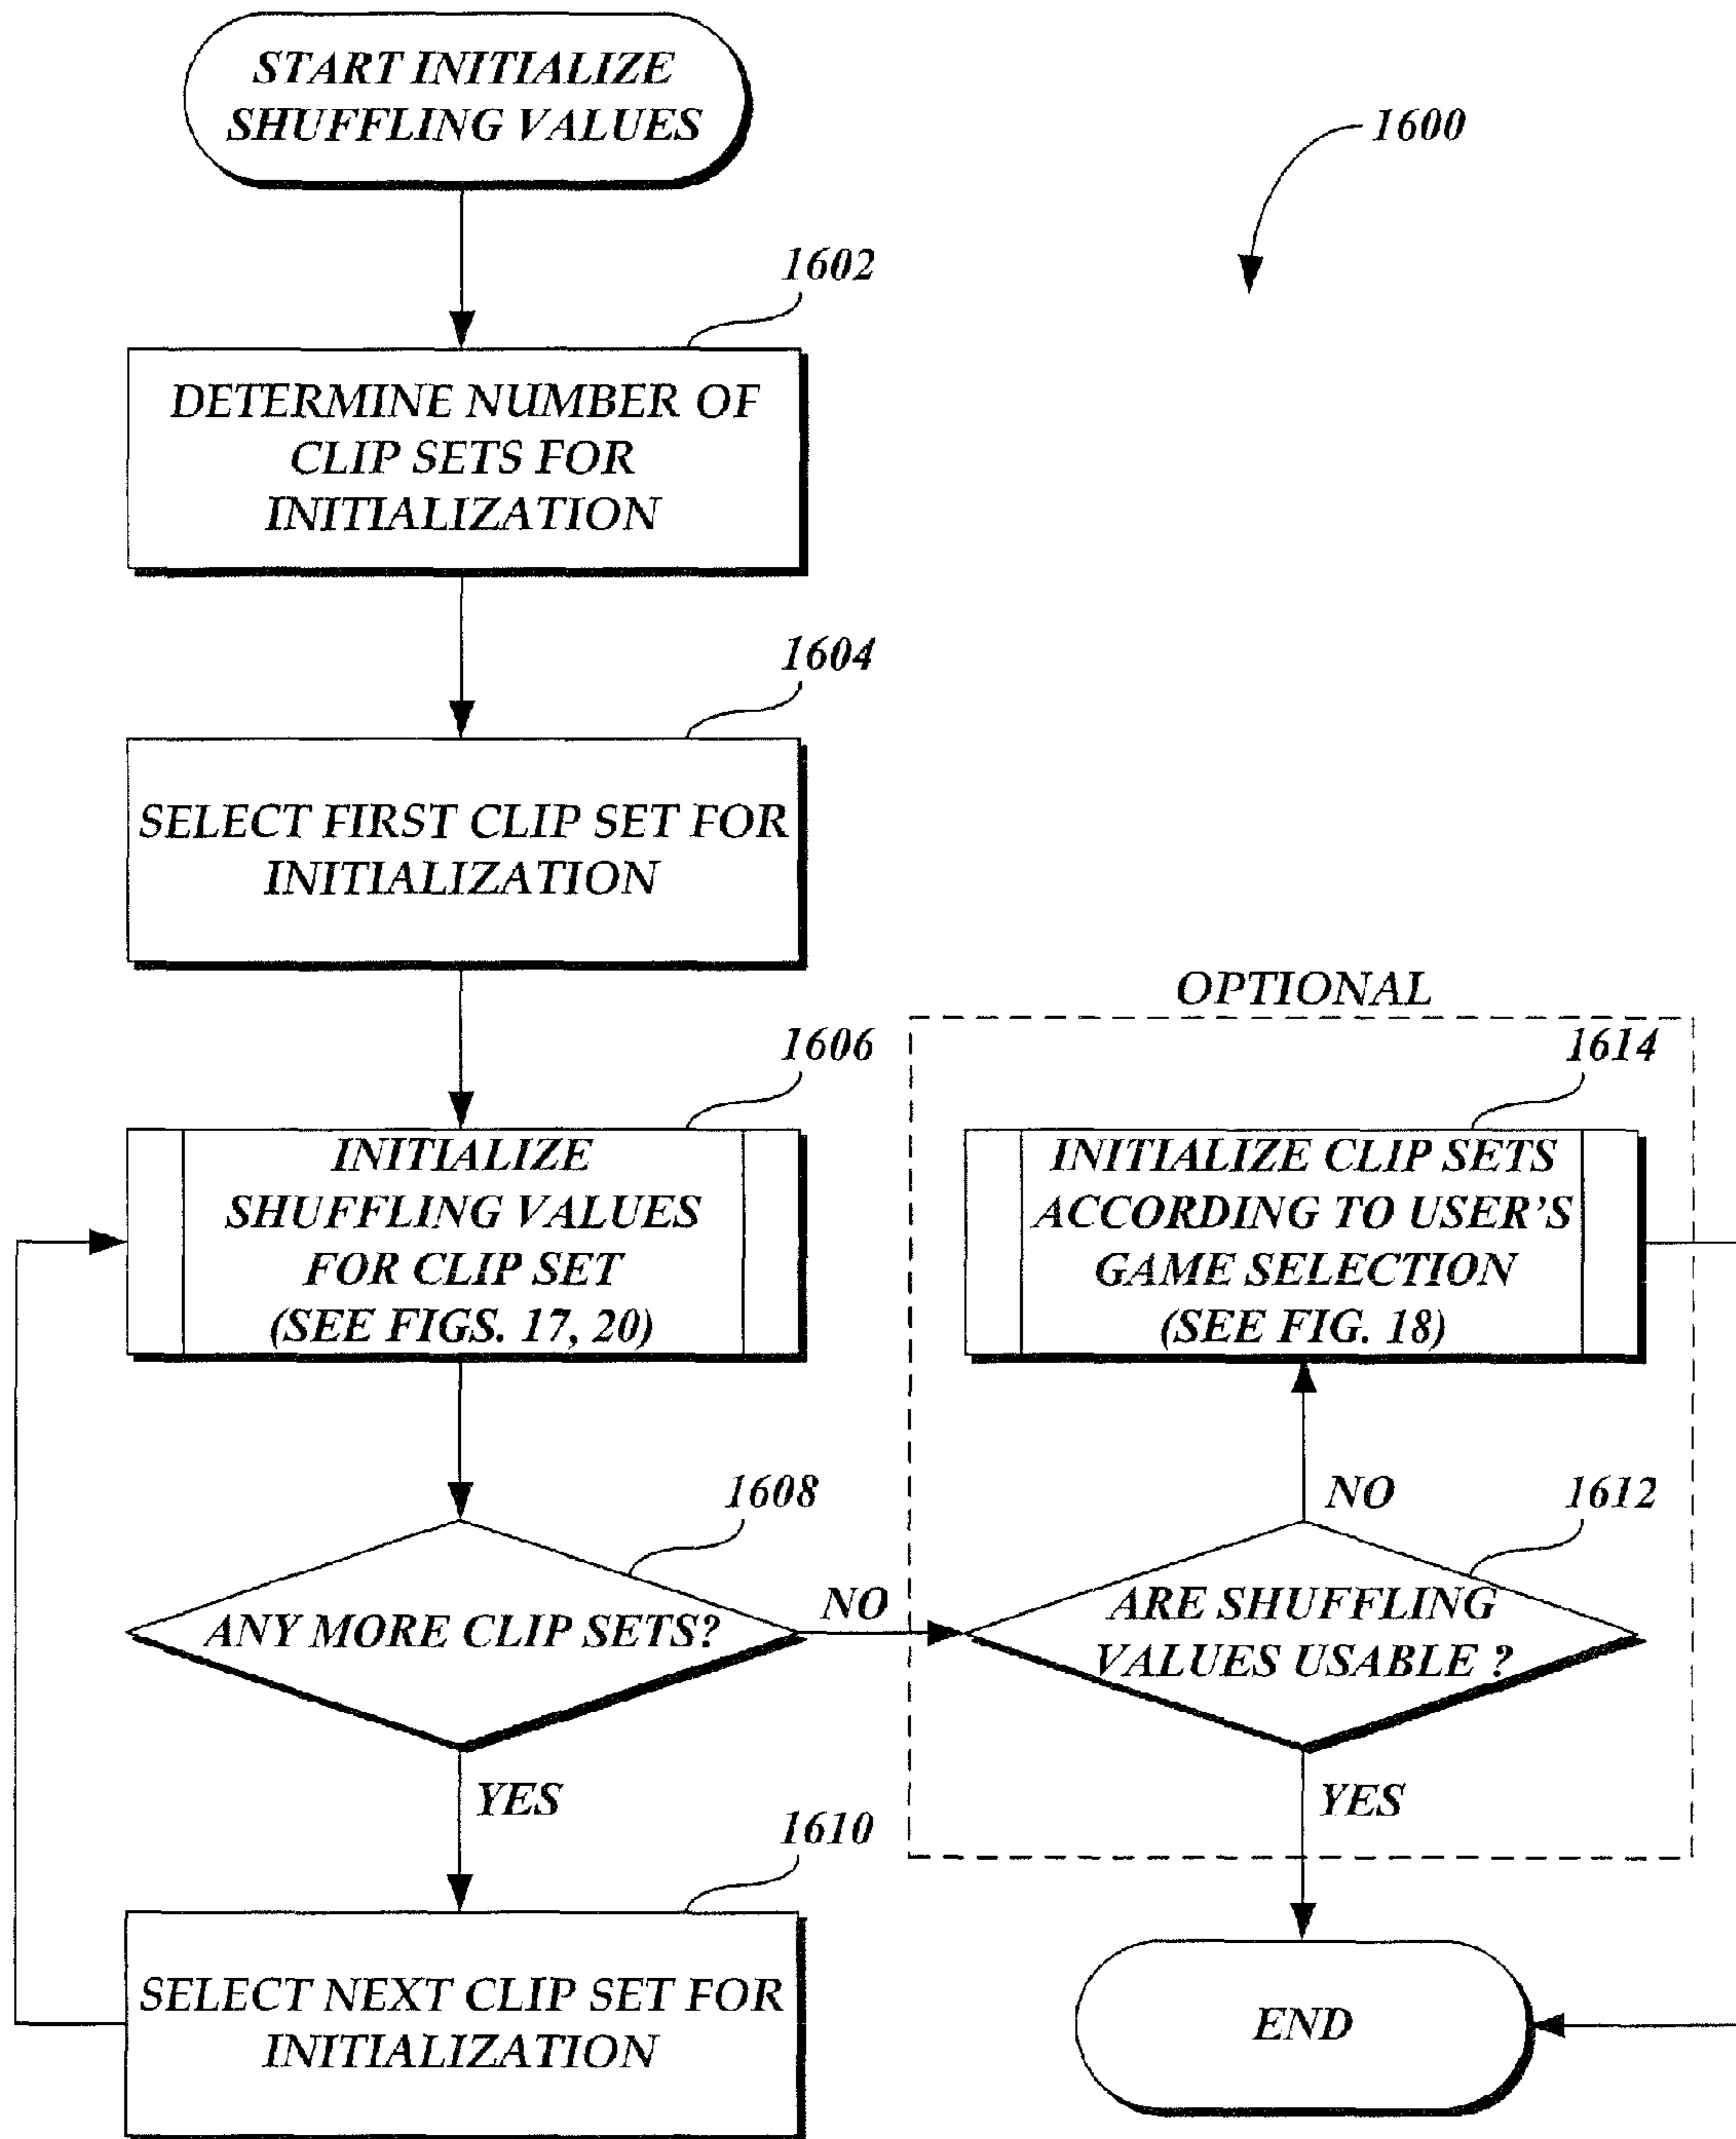 START INITIALIZE
SHUFFLING VALUES
1600
1602
DETERMINE NUMBER OF
CLIP SETS FOR
INITIALIZATION
1604
SELECT FIRST CLIP SET FOR
INITIALIZATION
OPTIONAL
1606
INITIALIZE
SHUFFLING VALUES
FOR CLIP SET
(SEE FIGS. 17, 20)
1614
INITIALIZE CLIP SETS
ACCORDING TO USER'S
GAME SELECTION
(SEE FIG. 18)
1608
ANY MORE CLIP SETS?
NO
YES
NO
1612
ARE SHUFFLING
VALUES USABLE ?
YES
1610
SELECT NEXT CLIP SET FOR
INITIALIZATION
END